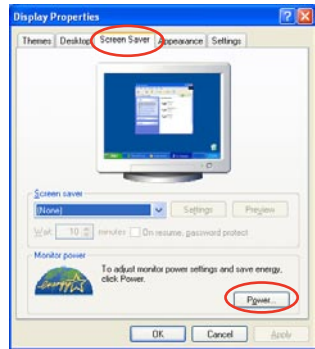 Display Properties
Themes Desktop Screen Saver Appearance Settings
Screen saver
(None) Settings Preview
Wait: 10 minutes On resume, password protect
Monitor power
To adjust monitor power settings and save energy,
click Power.
Power...
OK Cancel Apply